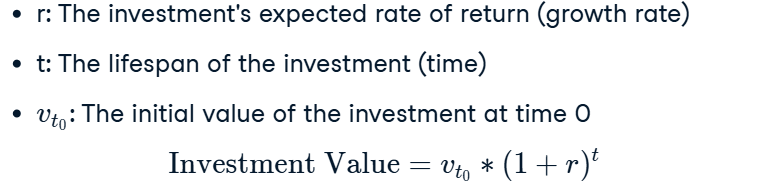 • r: The investment's expected rate of return (growth rate)
• t: The lifespan of the investment (time)
• v_{t_0}: The initial value of the investment at time 0
Investment Value = v_{t_0} * (1 + r)^t